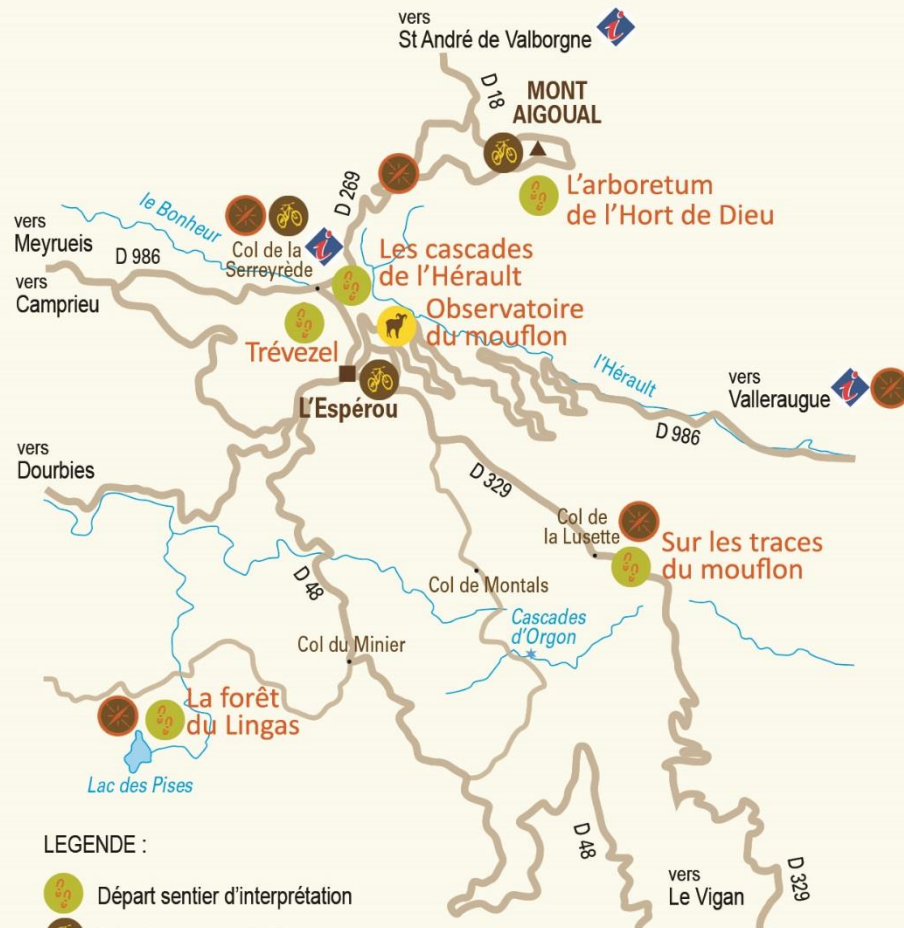 vers
St André de Valborgne
D 18
MONT
AIGOUAL
L'arboretum
de l'Hort de Dieu
D 269
le Bonheur
vers
Meyrueis
D 986
Col de la
Serreyrède
Les cascades
de l'Hérault
vers
Camprieu
Observatoire
du mouflon
Trévezel
L'Espérou
l'Hérault
vers
Valleraugue
D 986
vers
Dourbies
D 329
Col de
la Lusette
Sur les traces
du mouflon
D 48
Col de Montals
Cascades
d'Orgon
Col du Minier
La forêt
du Lingas
Lac des Pises
LEGENDE :
Départ sentier d'interprétation
D 48
vers
Le Vigan
D 329